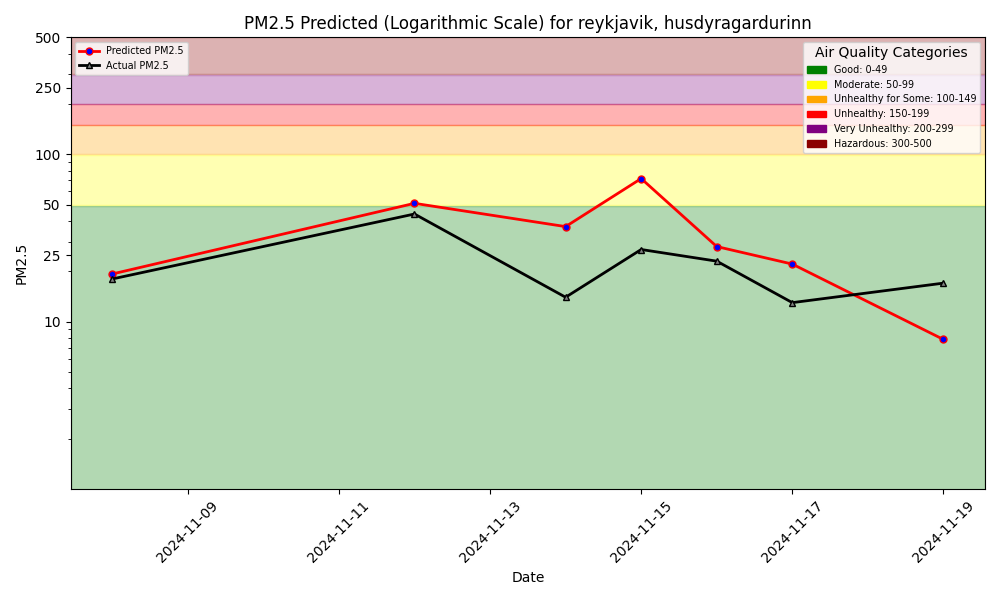 PM2.5 Predicted (Logarithmic Scale) for reykjavik, husdyragardurinn
Predicted PM2.5
Actual PM2.5
Air Quality Categories
Good: 0-49
Moderate: 50-99
Unhealthy for Some: 100-149
Unhealthy: 150-199
Very Unhealthy: 200-299
Hazardous: 300-500
500
250
100
50
25
10
PM2.5
2024-11-09
2024-11-11
2024-11-13
2024-11-15
2024-11-17
2024-11-19
Date